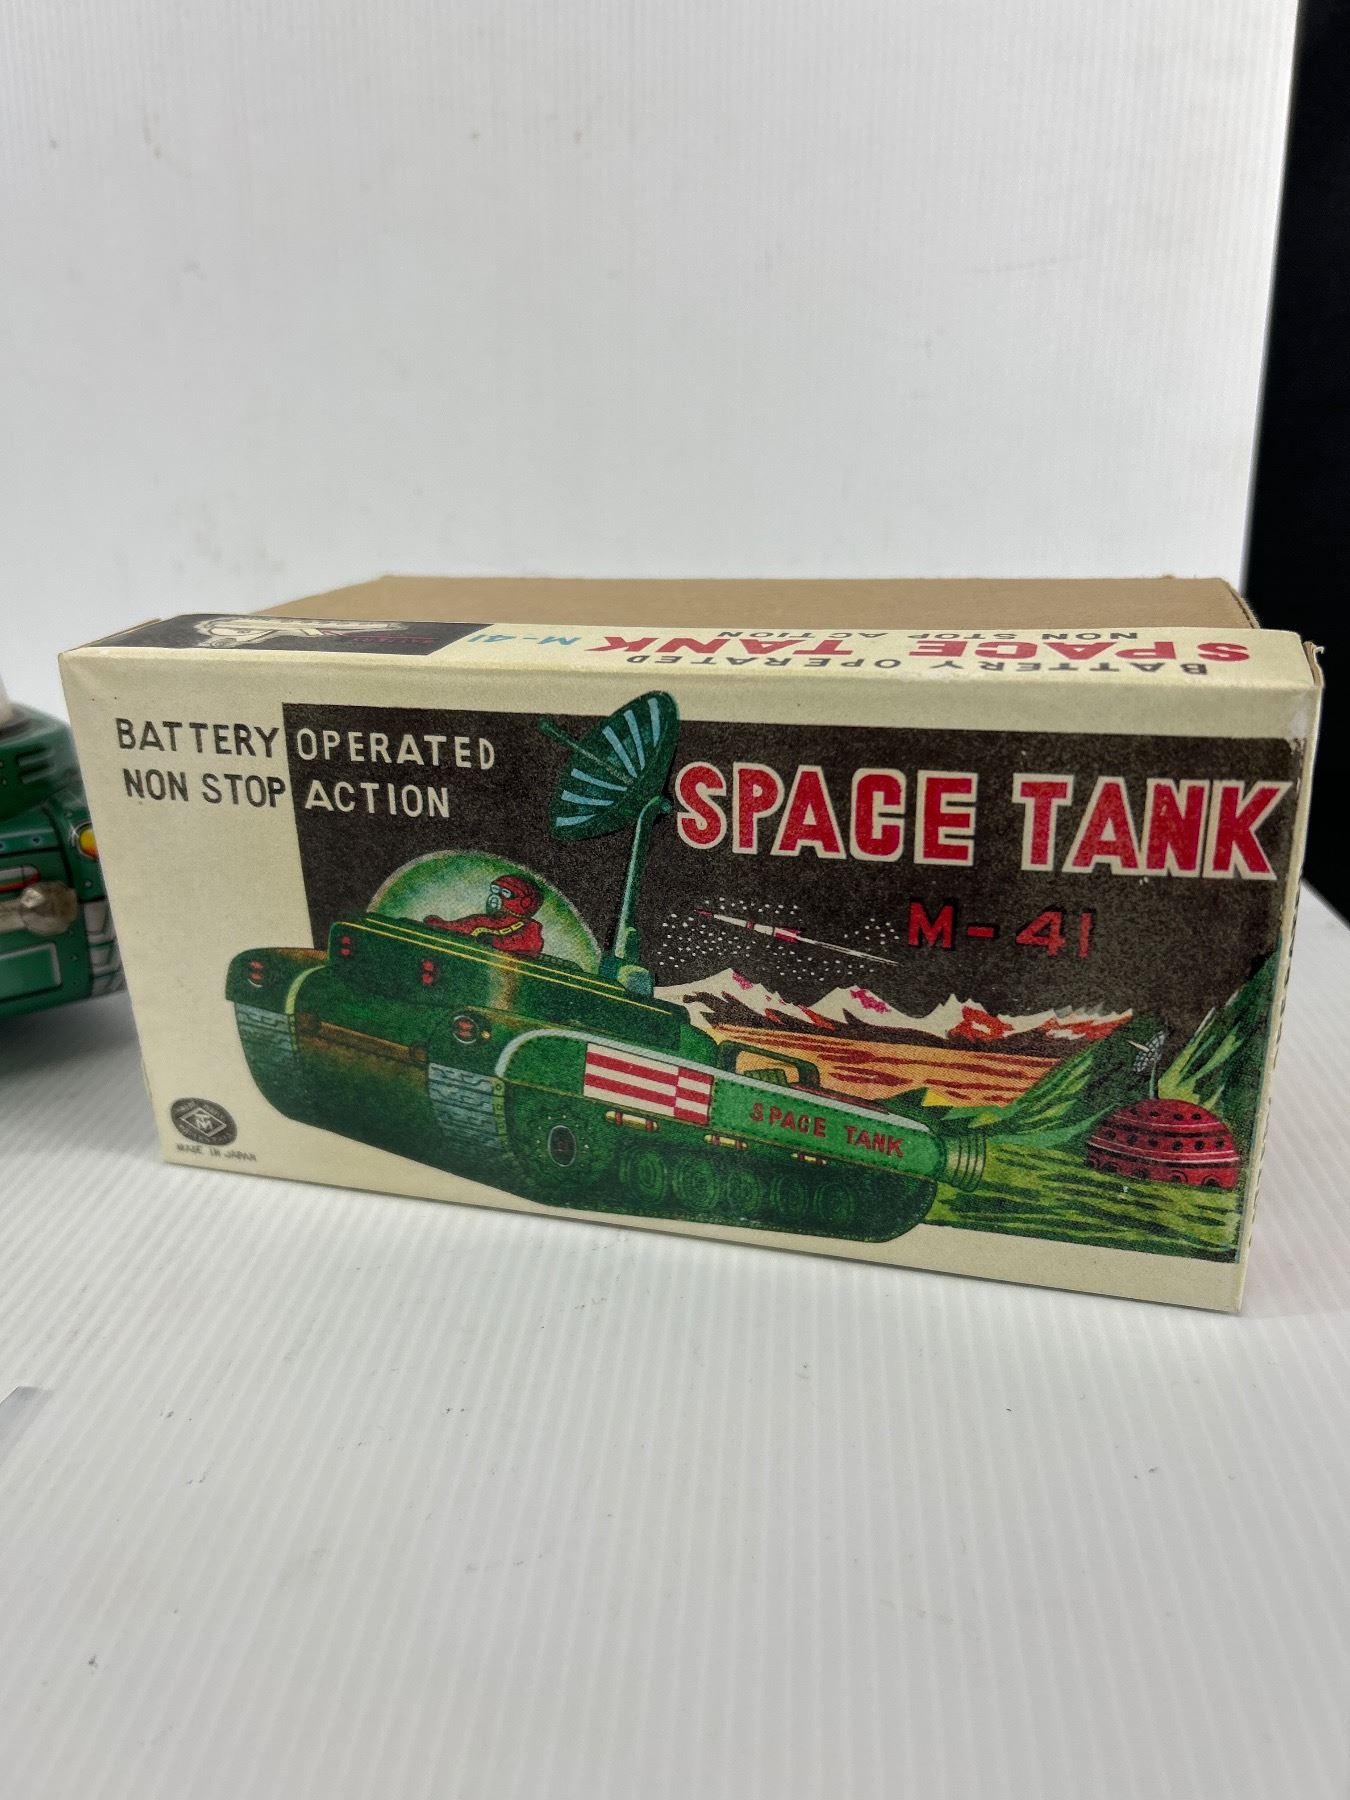 BATTERY OPERATED
SPACE TANK M-41
NON STOP ACTION
BATTERY OPERATED
NON STOP ACTION
SPACE TANK
M-41
SPACE TANK
TM
MADE IN JAPAN